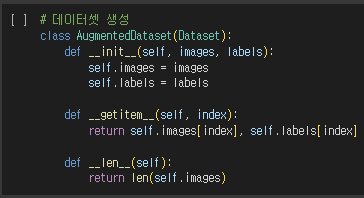 [ ] # 데이터셋 생성
class AugmentedDataset(Dataset):
    def __init__(self, images, labels):
        self.images = images
        self.labels = labels

    def __getitem__(self, index):
        return self.images[index], self.labels[index]

    def __len__(self):
        return len(self.images)